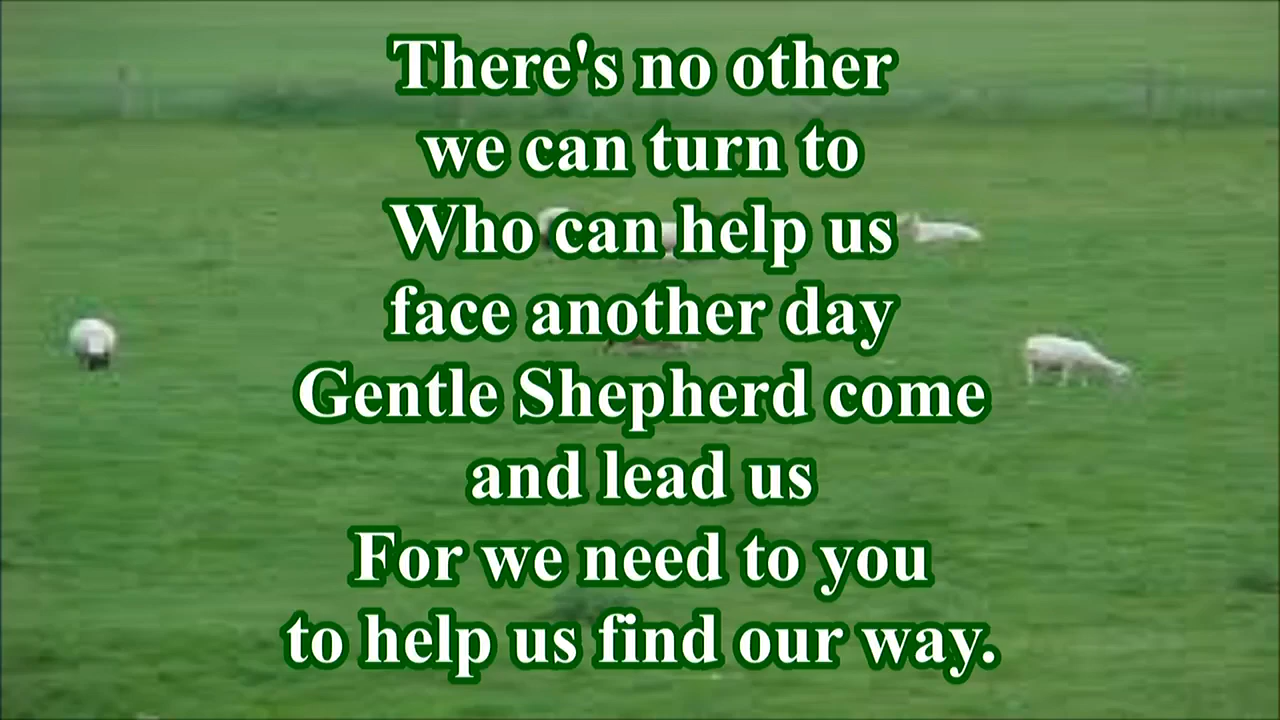 There's no other
we can turn to
Who can help us
face another day
Gentle Shepherd come
and lead us
For we need to you
to help us find our way.